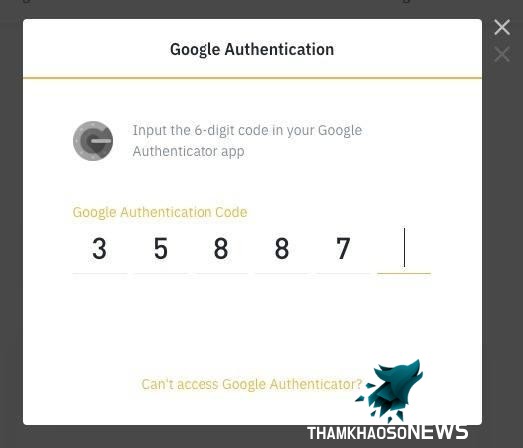 Google Authentication
Input the 6-digit code in your Google
Authenticator app
Google Authentication Code
3 5 8 8 7
Can't access Google Authenticator?
THAMKHAOSONEWS